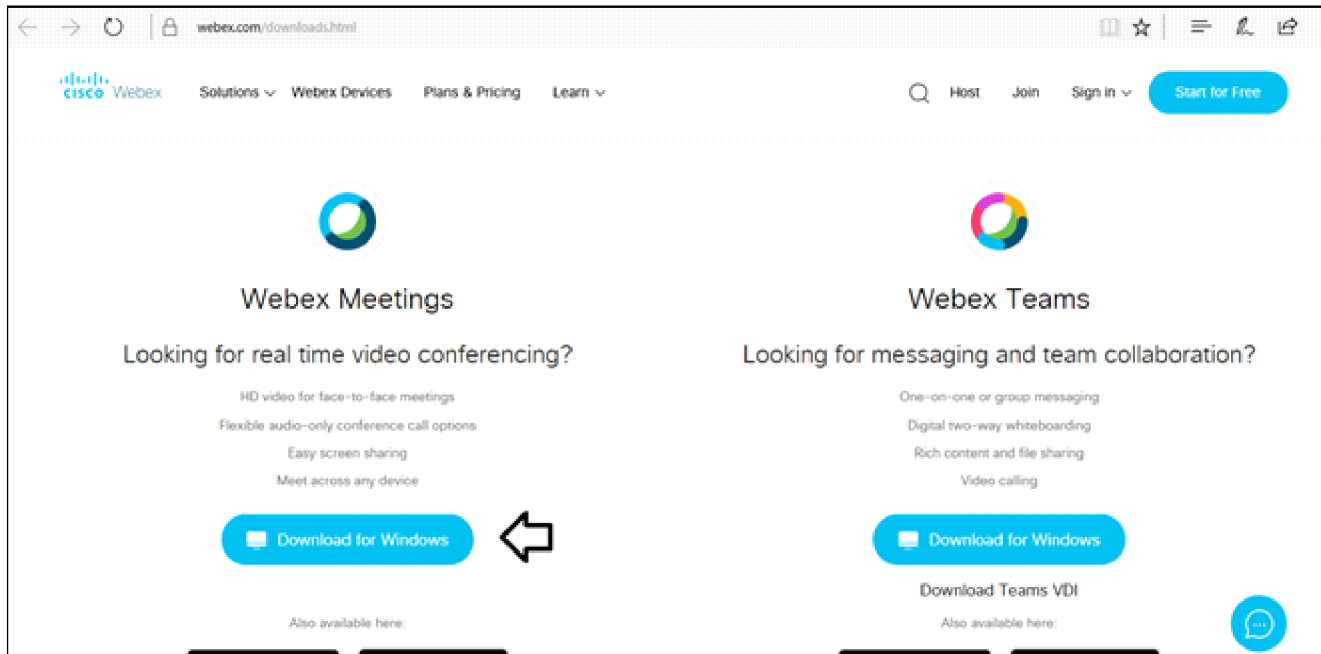 webex.com/downloads.html
cisco Webex Solutions Webex Devices Plans & Pricing Learn Host Join Sign in Start for Free
Webex Meetings
Looking for real time video conferencing?
HD video for face-to-face meetings
Flexible audio-only conference call options
Easy screen sharing
Meet across any device
Download for Windows
Also available here:
Webex Teams
Looking for messaging and team collaboration?
One-on-one or group messaging
Digital two-way whiteboarding
Rich content and file sharing
Video calling
Download for Windows
Download Teams VDI
Also available here: